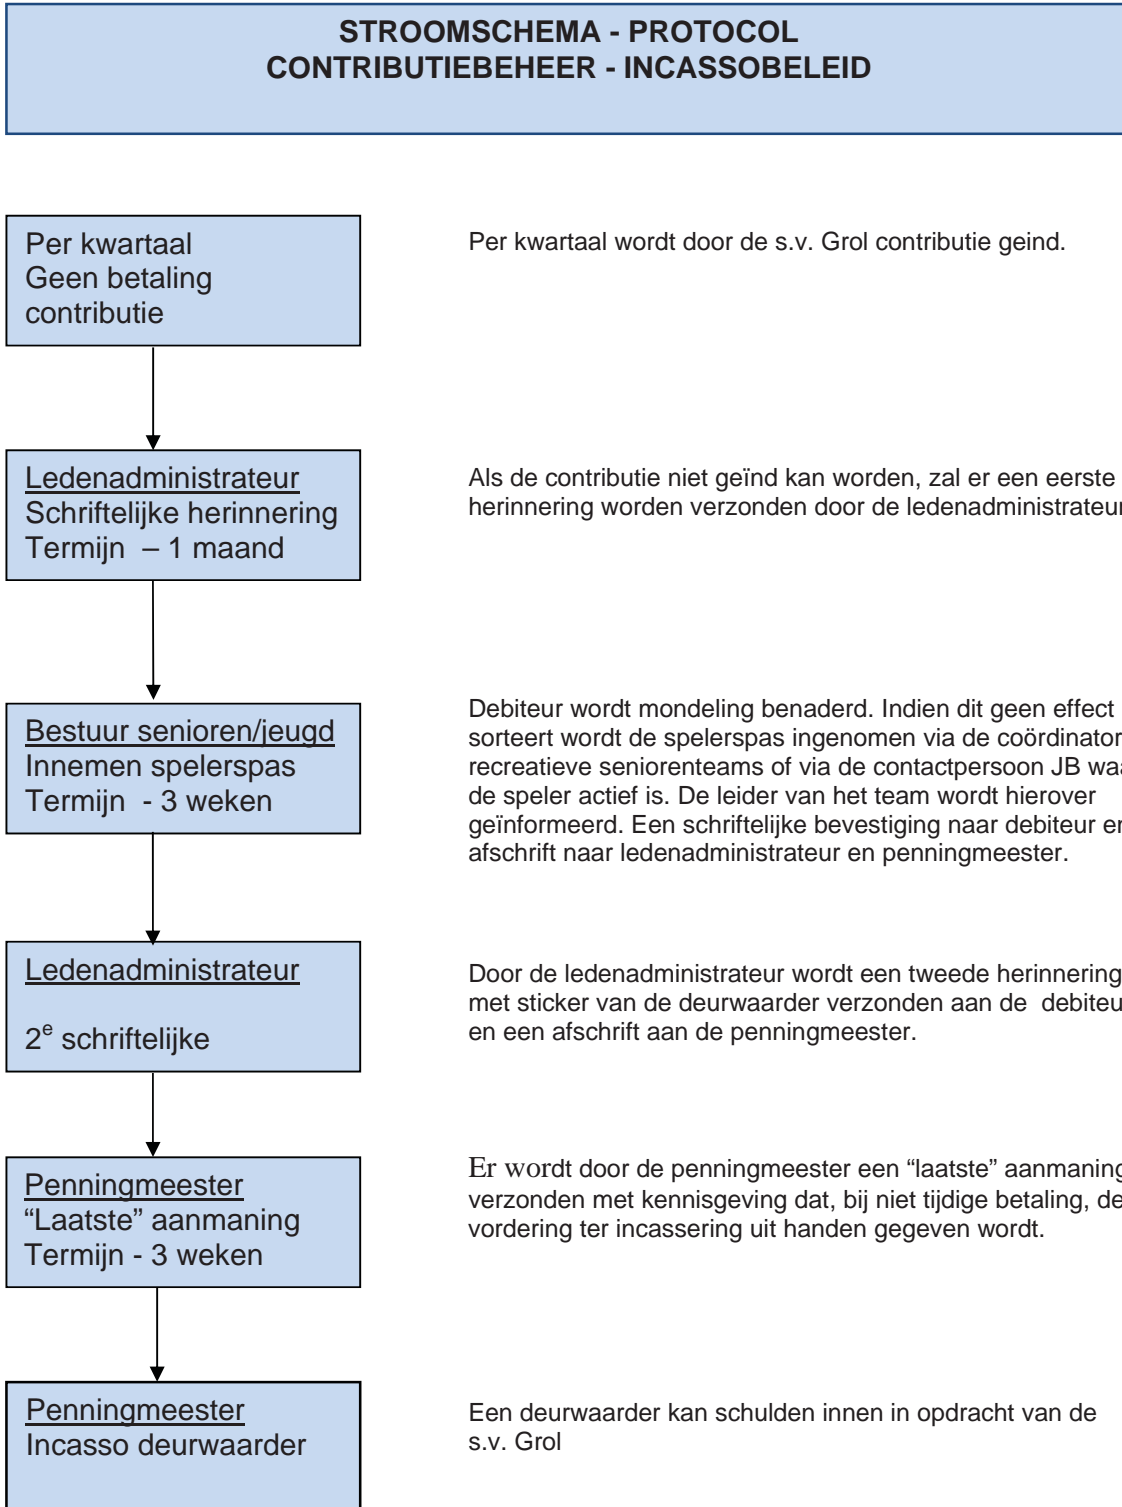 STROOMSCHEMA - PROTOCOL
CONTRIBUTIEBEHEER - INCASSOBELEID
Per kwartaal
Geen betaling
contributie
Per kwartaal wordt door de s.v. Grol contributie geind.
Ledenadministrateur
Schriftelijke herinnering
Termijn – 1 maand
Als de contributie niet geïnd kan worden, zal er een eerste
herinnering worden verzonden door de ledenadministrateur
Bestuur senioren/jeugd
Innemen spelerspas
Termijn - 3 weken
Debiteur wordt mondeling benaderd. Indien dit geen effect
sorteert wordt de spelerspas ingenomen via de coördinator
recreatieve seniorenteams of via de contactpersoon JB
de speler actief is. De leider van het team wordt hierover
geïnformeerd. Een schriftelijke bevestiging naar debiteur
afschrift naar ledenadministrateur en penningmeester.
Ledenadministrateur
2e schriftelijke
Door de ledenadministrateur wordt een tweede herinnering
met sticker van de deurwaarder verzonden aan de
en een afschrift aan de penningmeester.
Penningmeester
“Laatste” aanmaning
Termijn - 3 weken
Er wordt door de penningmeester een “laatste” aanmaning
verzonden met kennisgeving dat, bij niet tijdige betaling, de
vordering ter incassering uit handen gegeven wordt.
Penningmeester
Incasso deurwaarder
Een deurwaarder kan schulden innen in opdracht van de
s.v. Grol